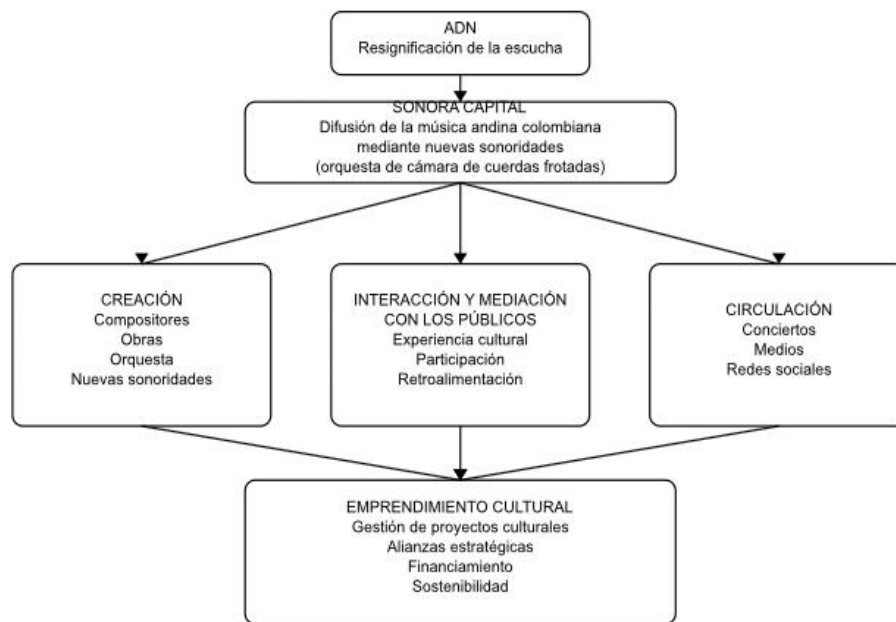 ADN
Resignificación de la escucha
SONORA CAPITAL
Difusión de la música andina colombiana
mediante nuevas sonoridades
(orquesta de cámara de cuerdas frotadas)
CREACIÓN
Compositores
Obras
Orquesta
Nuevas sonoridades
INTERACCIÓN Y MEDIACIÓN
CON LOS PÚBLICOS
Experiencia cultural
Participación
Retroalimentación
CIRCULACIÓN
Conciertos
Medios
Redes sociales
EMPRENDIMIENTO CULTURAL
Gestión de proyectos culturales
Alianzas estratégicas
Financiamiento
Sostenibilidad